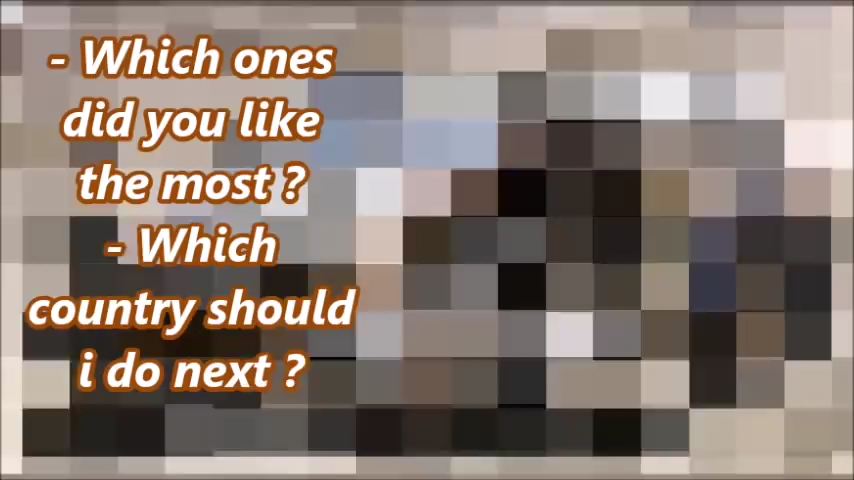 - Which ones
did you like
the most ?
- Which
country should
i do next ?